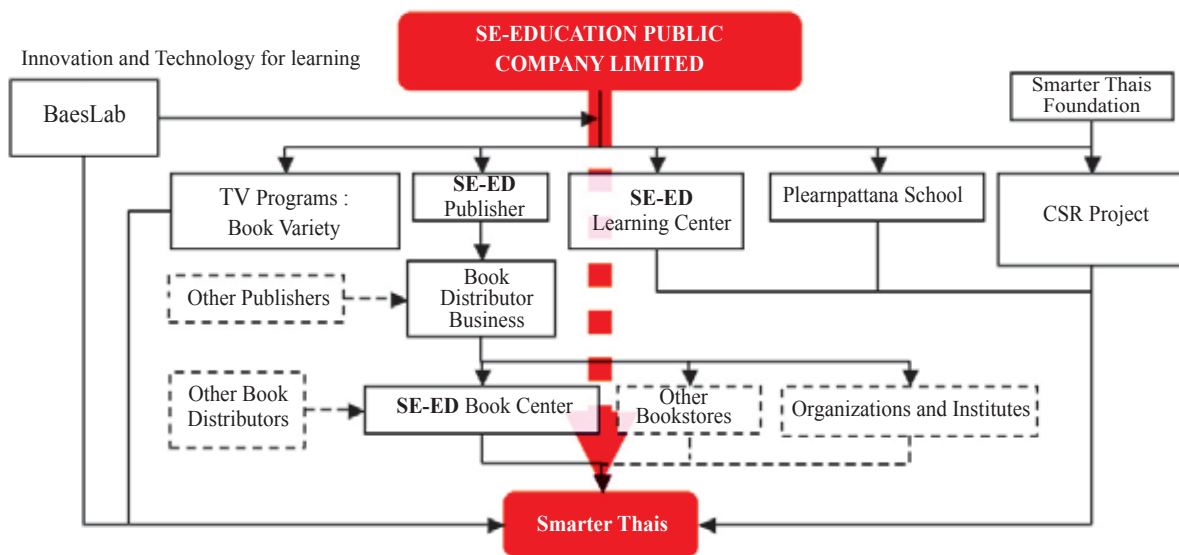 SE-EDUCATION PUBLIC
COMPANY LIMITED
Innovation and Technology for learning
BaesLab
Smarter Thais
Foundation
TV Programs :
Book Variety
SE-ED
Publisher
SE-ED
Learning Center
Plearnpattana School
CSR Project
Other Publishers
Book
Distributor
Business
Other Book
Distributors
SE-ED Book Center
Other
Bookstores
Organizations and Institutes
Smarter Thais